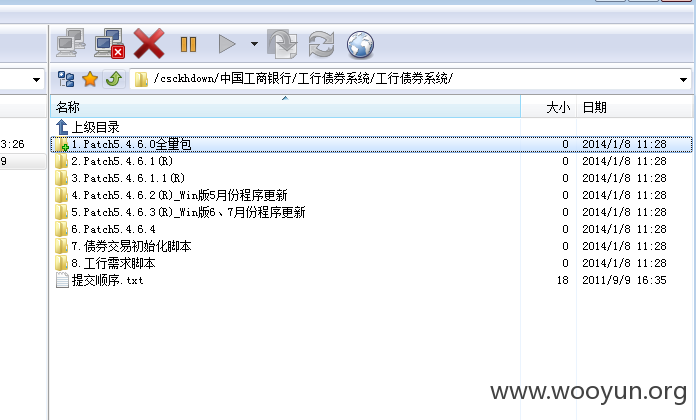 /csckhdown/中国工商银行/工行债券系统/工行债券系统/
名称 大小 日期
上级目录
3:26 1.Patch5.4.6.0全量包 0 2014/1/8 11:28
9 2.Patch5.4.6.1(R) 0 2014/1/8 11:28
3.Patch5.4.6.1.1(R) 0 2014/1/8 11:28
4.Patch5.4.6.2(R)_Win版5月份程序更新 0 2014/1/8 11:28
5.Patch5.4.6.3(R)_Win版6、7月份程序更新 0 2014/1/8 11:28
6.Patch5.4.6.4 0 2014/1/8 11:28
7.债券交易初始化脚本 0 2014/1/8 11:28
8.工行需求脚本 0 2014/1/8 11:28
提交顺序.txt 18 2011/9/9 16:35
www.wooyun.org